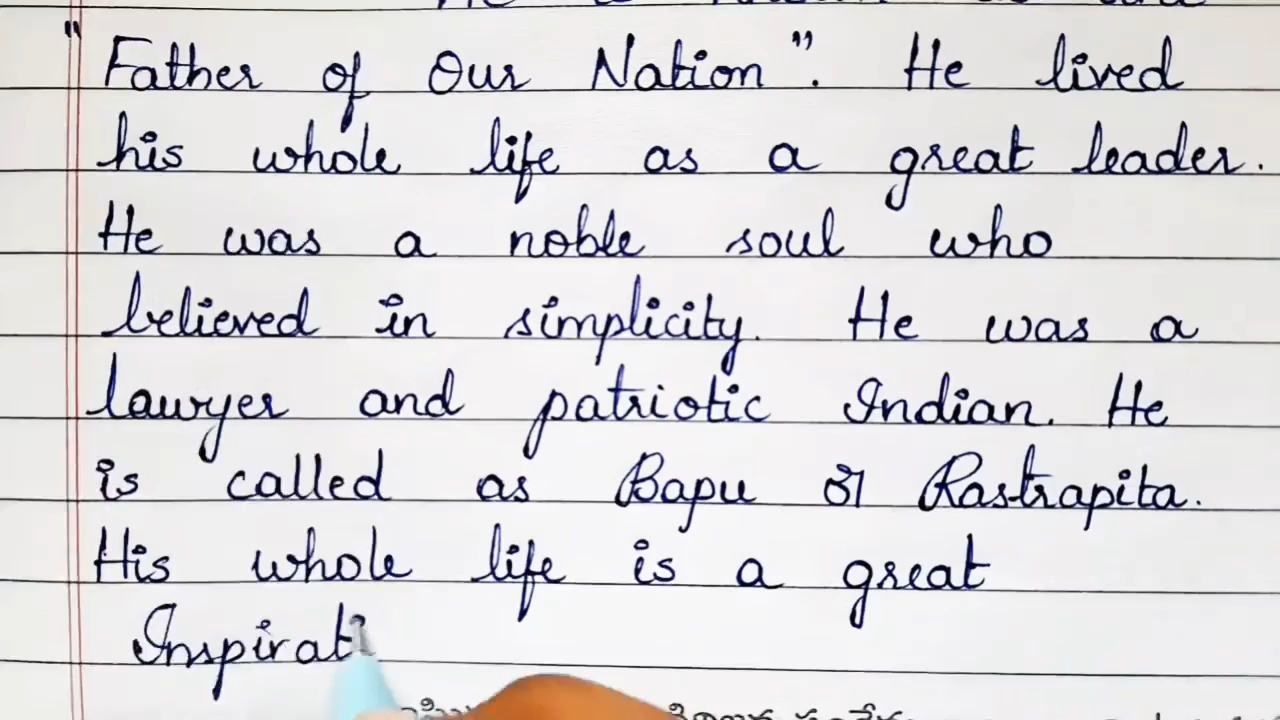 "Father of Our Nation". He lived
his whole life as a great leader.
He was a noble soul who
believed in simplicity. He was a
lawyer and patriotic Indian. He
is called as Bapu or Rastrapita.
His whole life is a great
Inspirati